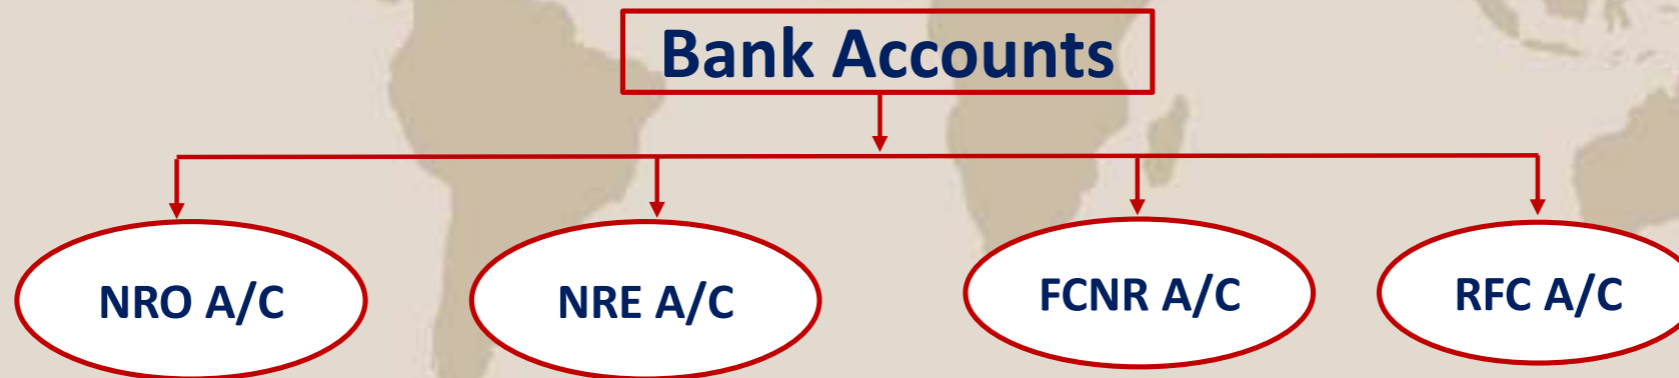 Bank Accounts
NRO A/C
NRE A/C
FCNR A/C
RFC A/C